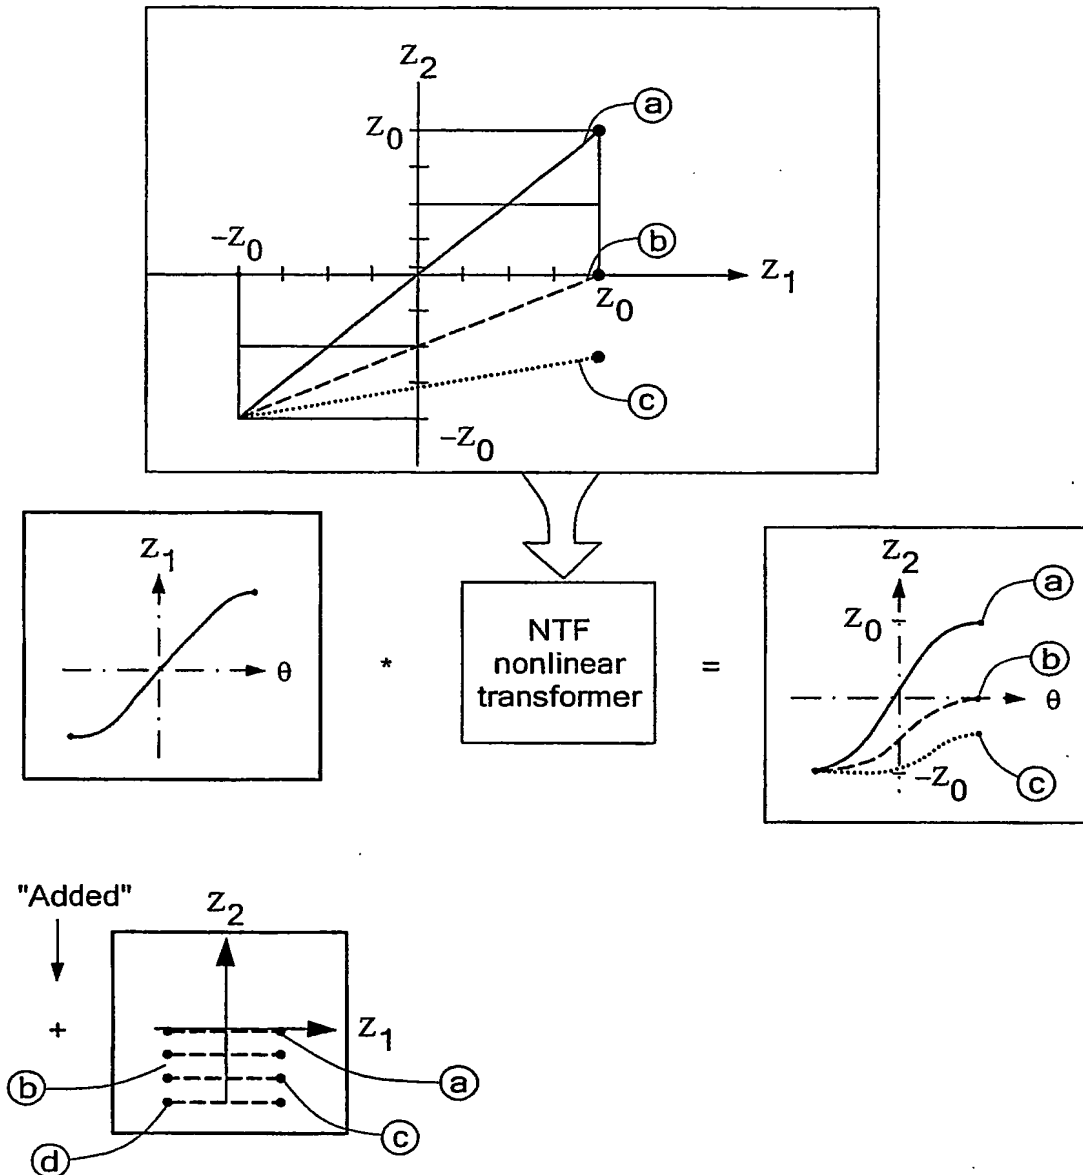 Z2
Z0
a
-Z0
b
Z1
Z0
c
-Z0
Z1
θ
*
NTF
nonlinear
transformer
=
Z2
a
Z0
b
θ
-Z0
c
"Added"
Z2
+
Z1
b
a
c
d